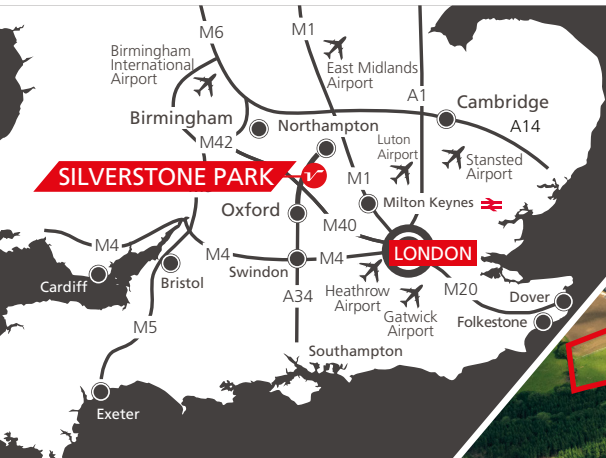 M6
M1
Birmingham
International
Airport
East Midlands
Airport
A1
Cambridge
Birmingham
Northampton
A14
M42
Luton
Airport
Stansted
Airport
SILVERSTONE PARK
M1
Milton Keynes
Oxford
M40
M4
M4
Swindon
M4
LONDON
Cardiff
Bristol
A34
Heathrow
Airport
M20
Dover
Gatwick
Airport
Folkestone
M5
Southampton
Exeter